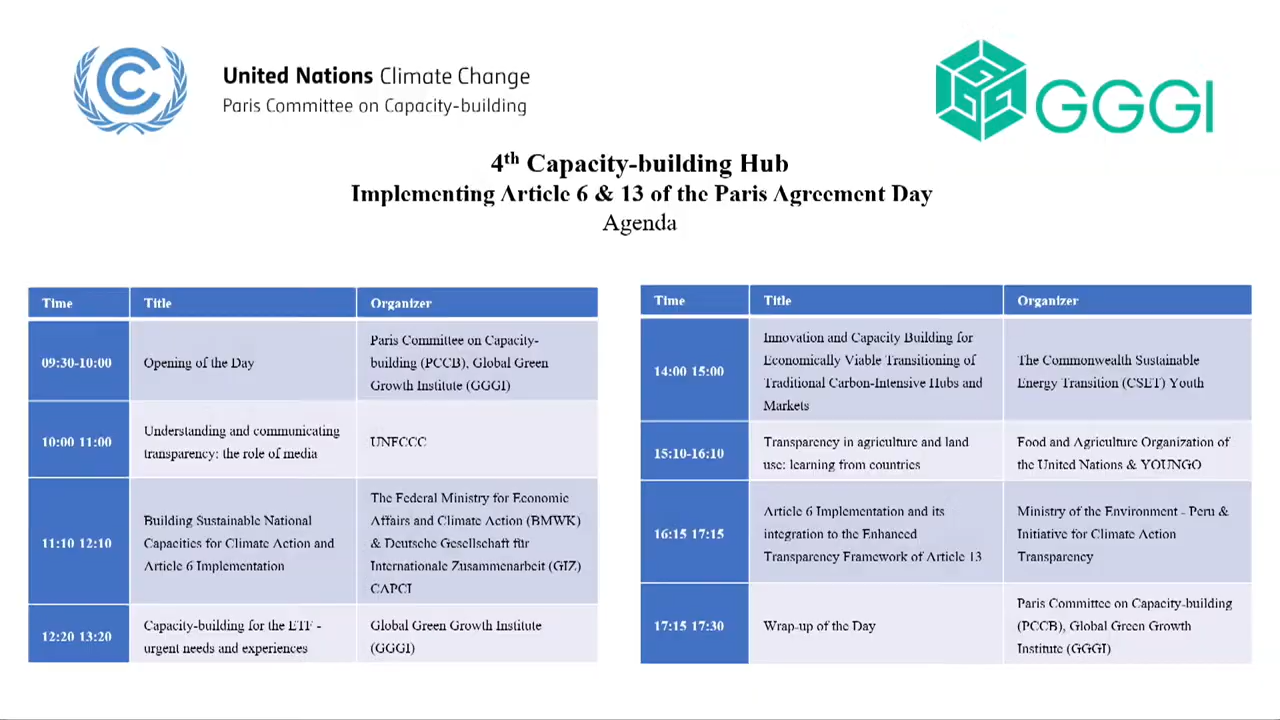 United Nations Climate Change
Paris Committee on Capacity-building
GGGI
4th Capacity-building Hub
Implementing Article 6 & 13 of the Paris Agreement Day
Agenda
Time Title Organizer
09:30-10:00
Opening of the Day
Paris Committee on Capacity-
building (PCCB), Global Green
Growth Institute (GGGI)
10:00 11:00
Understanding and communicating
transparency: the role of media
UNFCCC
11:10 12:10
Building Sustainable National
Capacities for Climate Action and
Article 6 Implementation
The Federal Ministry for Economic
Affairs and Climate Action (BMWK)
& Deutsche Gesellschaft für
Internationale Zusammenarbeit (GIZ)
CAPCI
12:20 13:20
Capacity-building for the ETF -
urgent needs and experiences
Global Green Growth Institute
(GGGI)
Time Title Organizer
14:00 15:00
Innovation and Capacity Building for
Economically Viable Transitioning of
Traditional Carbon-Intensive Hubs and
Markets
The Commonwealth Sustainable
Energy Transition (CSET) Youth
15:10-16:10
Transparency in agriculture and land
use: learning from countries
Food and Agriculture Organization of
the United Nations & YOUNGO
16:15 17:15
Article 6 Implementation and its
integration to the Enhanced
Transparency Framework of Article 13
Ministry of the Environment - Peru &
Initiative for Climate Action
Transparency
17:15 17:30
Wrap-up of the Day
Paris Committee on Capacity-building
(PCCB), Global Green Growth
Institute (GGGI)